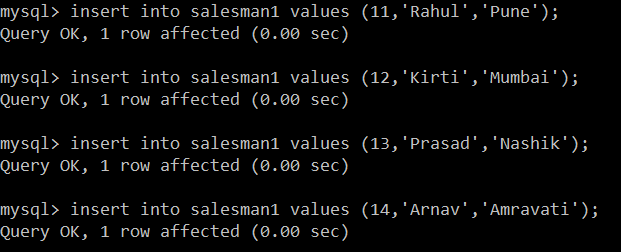 mysql> insert into salesman1 values (11,'Rahul','Pune');
Query OK, 1 row affected (0.00 sec)
mysql> insert into salesman1 values (12,'Kirti','Mumbai');
Query OK, 1 row affected (0.00 sec)
mysql> insert into salesman1 values (13,'Prasad','Nashik');
Query OK, 1 row affected (0.00 sec)
mysql> insert into salesman1 values (14,'Arnav','Amravati');
Query OK, 1 row affected (0.00 sec)